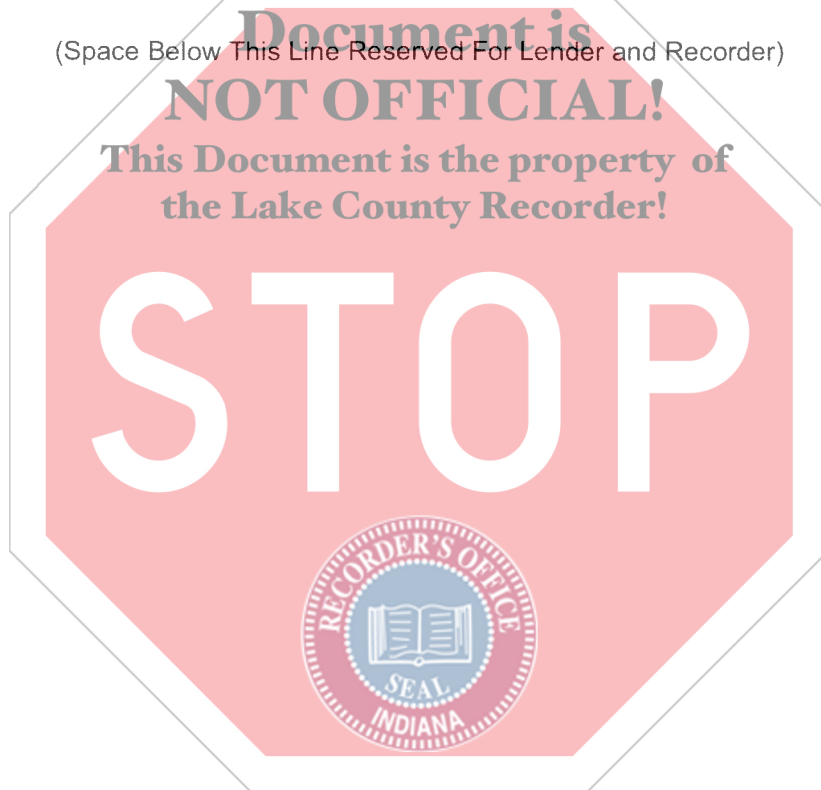 Document is
(Space Below This Line Reserved For Lender and Recorder)
NOT OFFICIAL!
This Document is the property of
the Lake County Recorder!
STOP
RECORDER'S OFFICE
SEAL
INDIANA